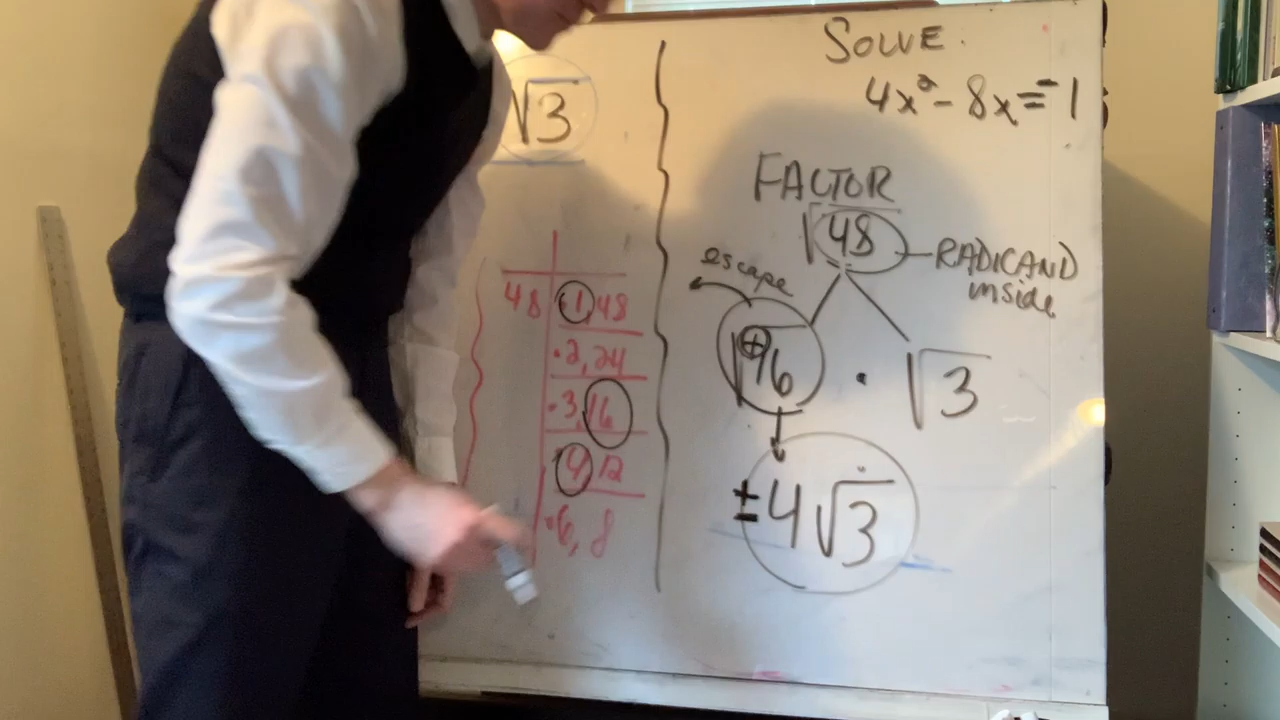 √3
48
1, 48
·2, 24
·3, 16
4, 12
·6, 8
SOLVE.
4x² - 8x = -1
FACTOR
√48
RADICAND
inside
escape
√16 · √3
+
± 4√3